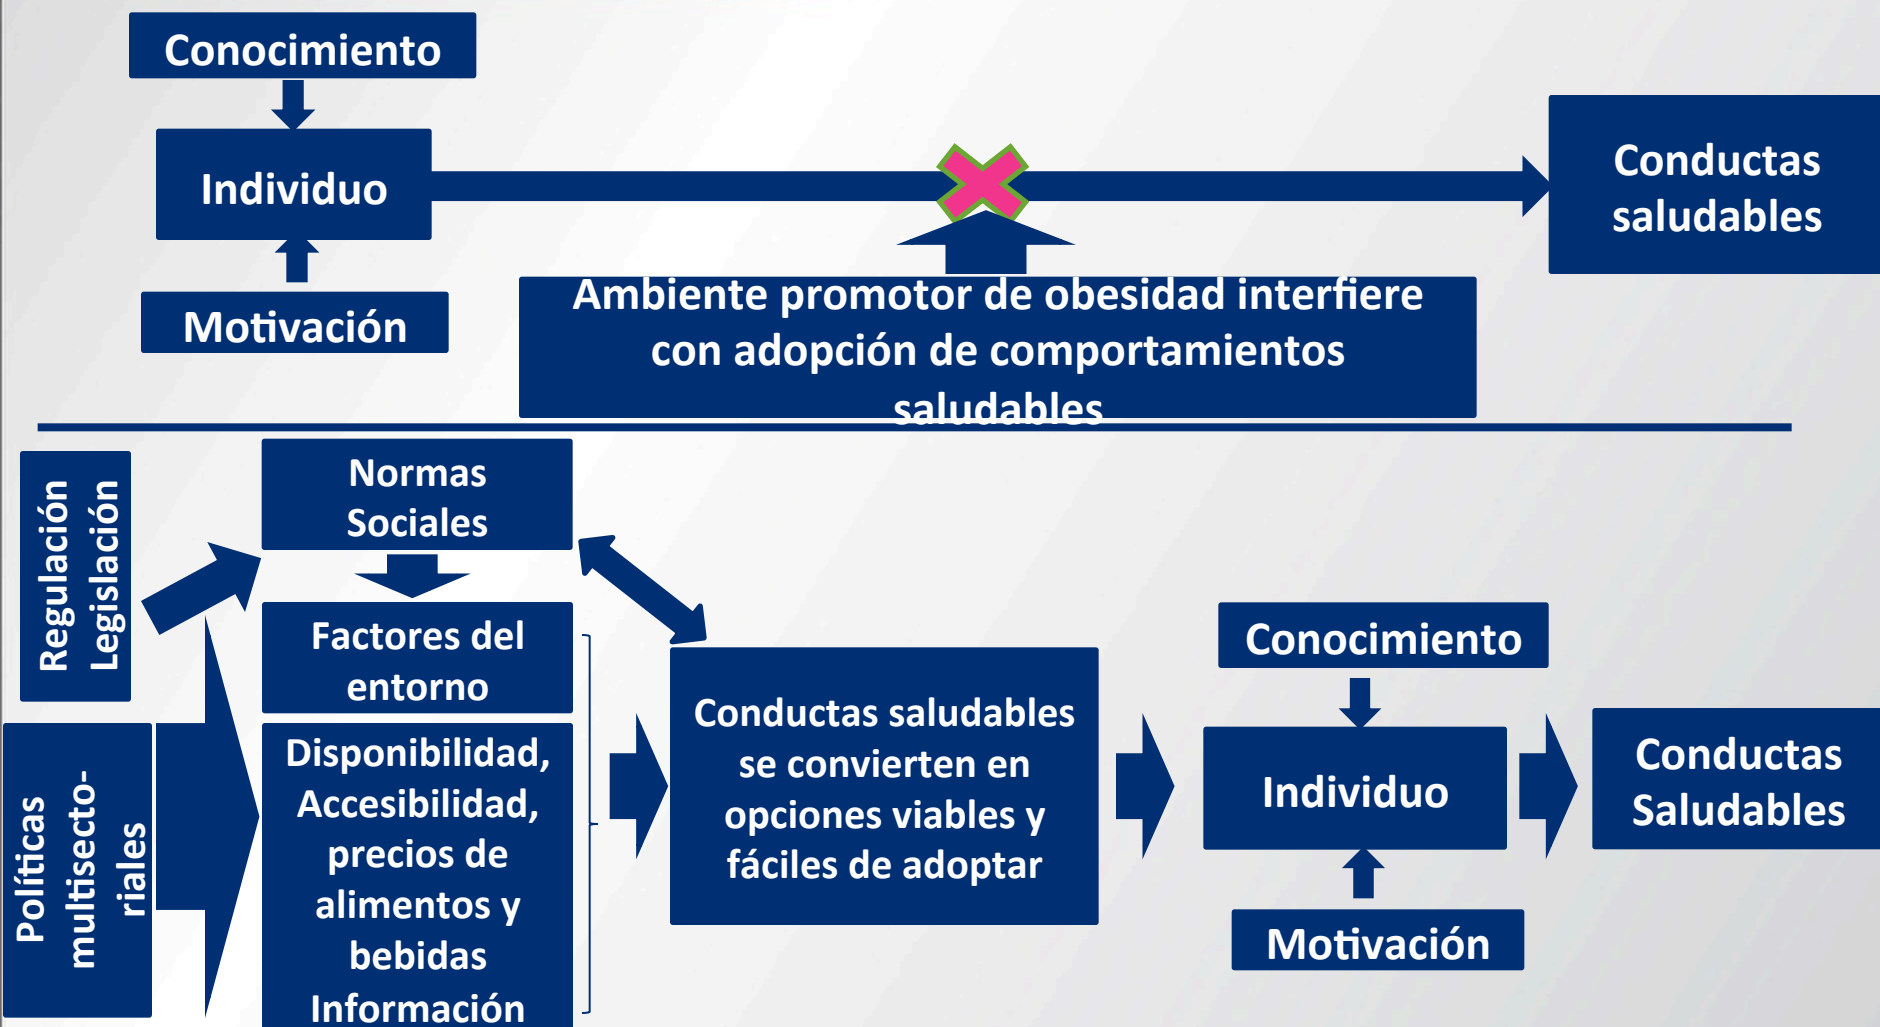 Conocimiento
Individuo
Motivación
Conductas
saludables
Ambiente promotor de obesidad interfiere
con adopción de comportamientos
saludables
Regulación
Legislación
Normas
Sociales
Factores del
entorno
Políticas
multisecto-
riales
Disponibilidad,
Accesibilidad,
precios de
alimentos y
bebidas
Información
Conductas saludables
se convierten en
opciones viables y
fáciles de adoptar
Conocimiento
Individuo
Motivación
Conductas
Saludables